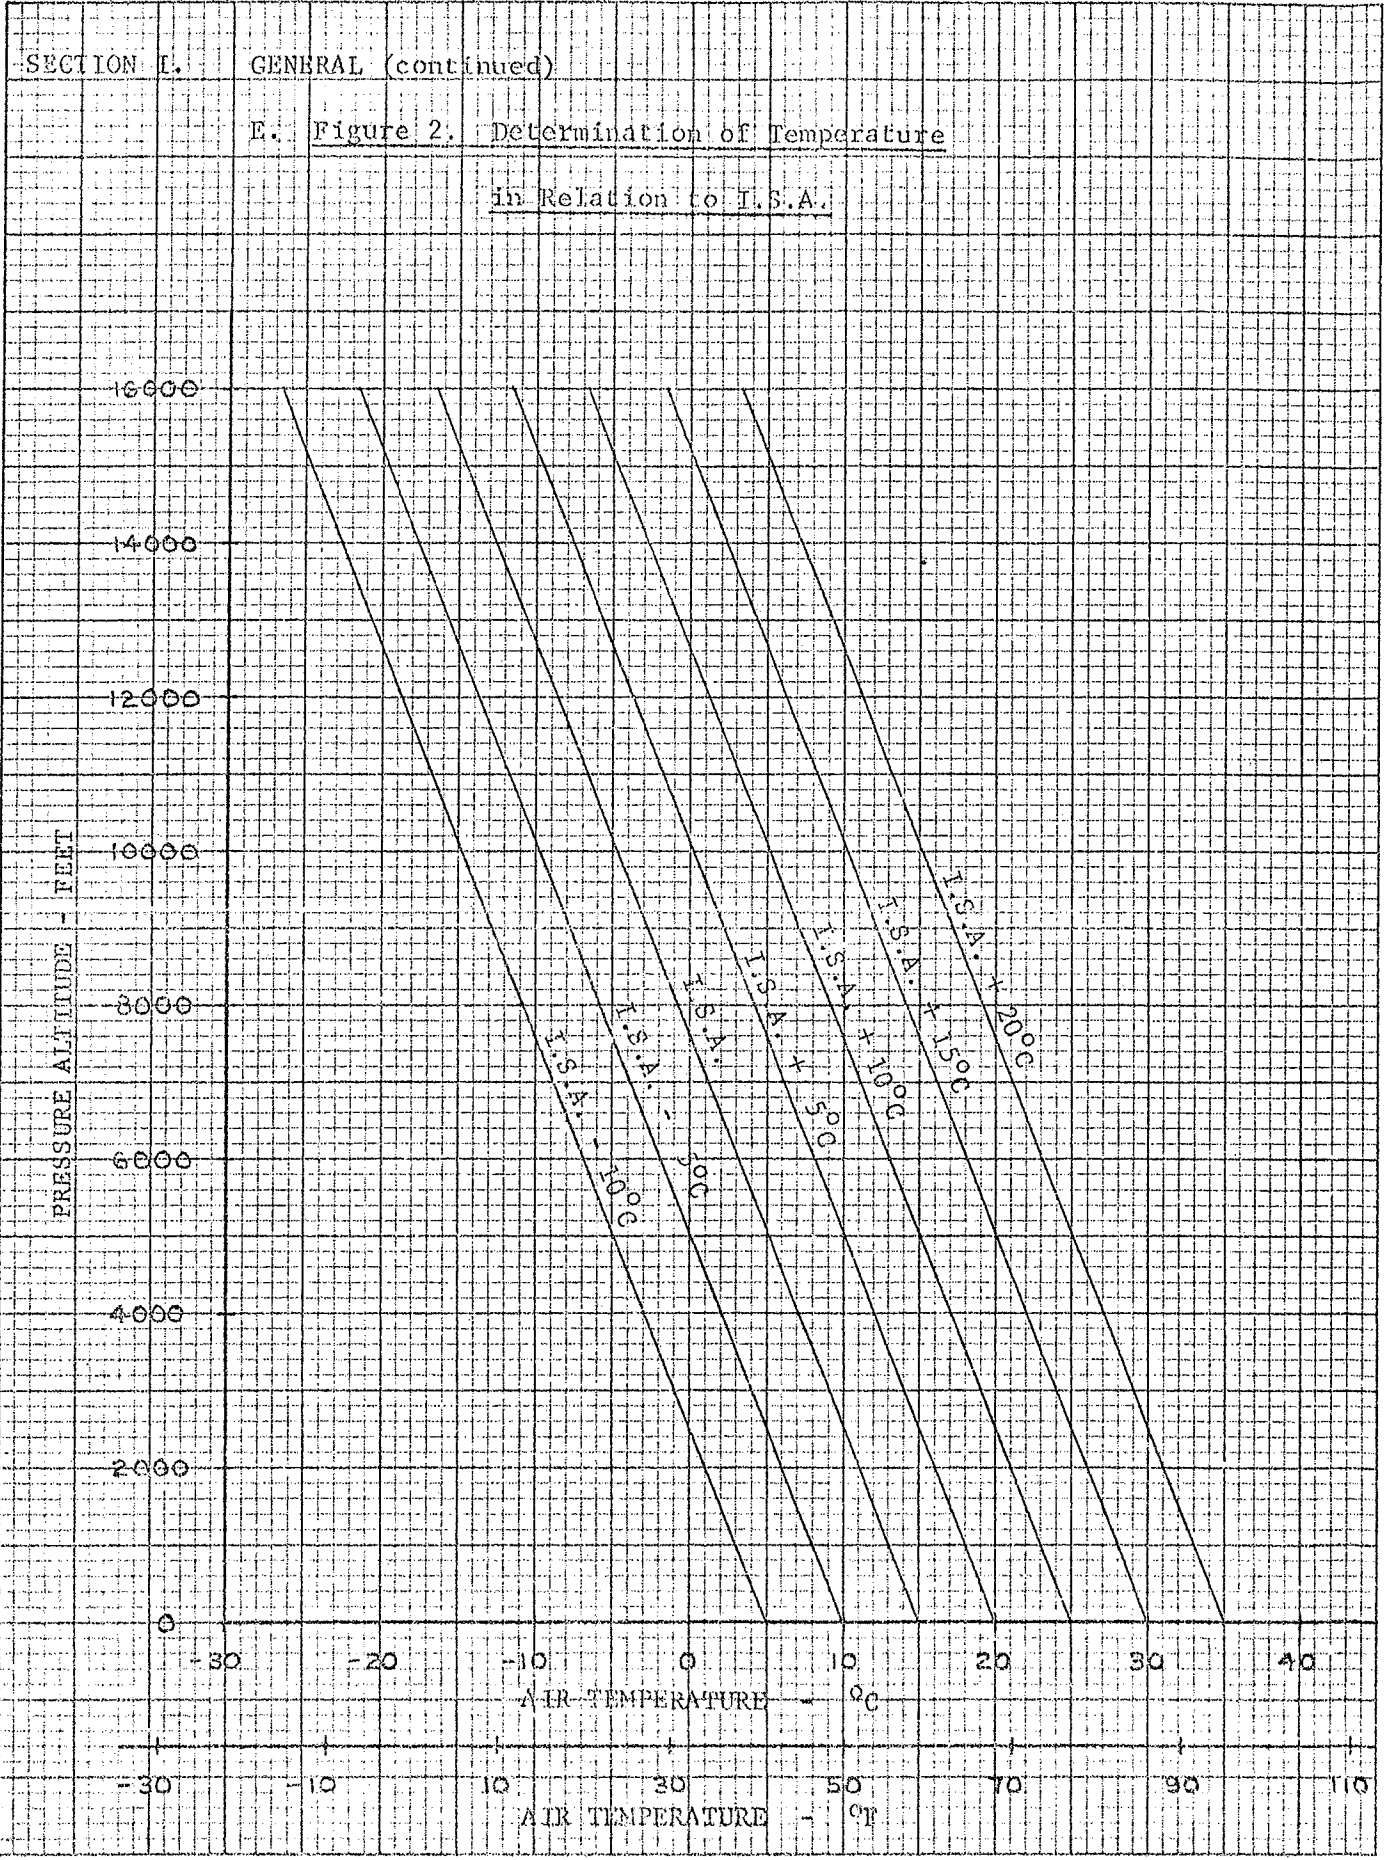 SECTION I. GENERAL (continued)
E. Figure 2. Determination of Temperature
in Relation to I.S.A.
16000
14000
12000
10000
8000
6000
4000
2000
0
PRESSURE ALTITUDE - FEET
I.S.A. - 10°C
I.S.A. - 5°C
I.S.A.
I.S.A. + 5°C
I.S.A. + 10°C
I.S.A. + 15°C
I.S.A. + 20°C
-30 -20 -10 0 10 20 30 40
AIR TEMPERATURE - °C
-30 -10 10 30 50 70 90 110
AIR TEMPERATURE - °F